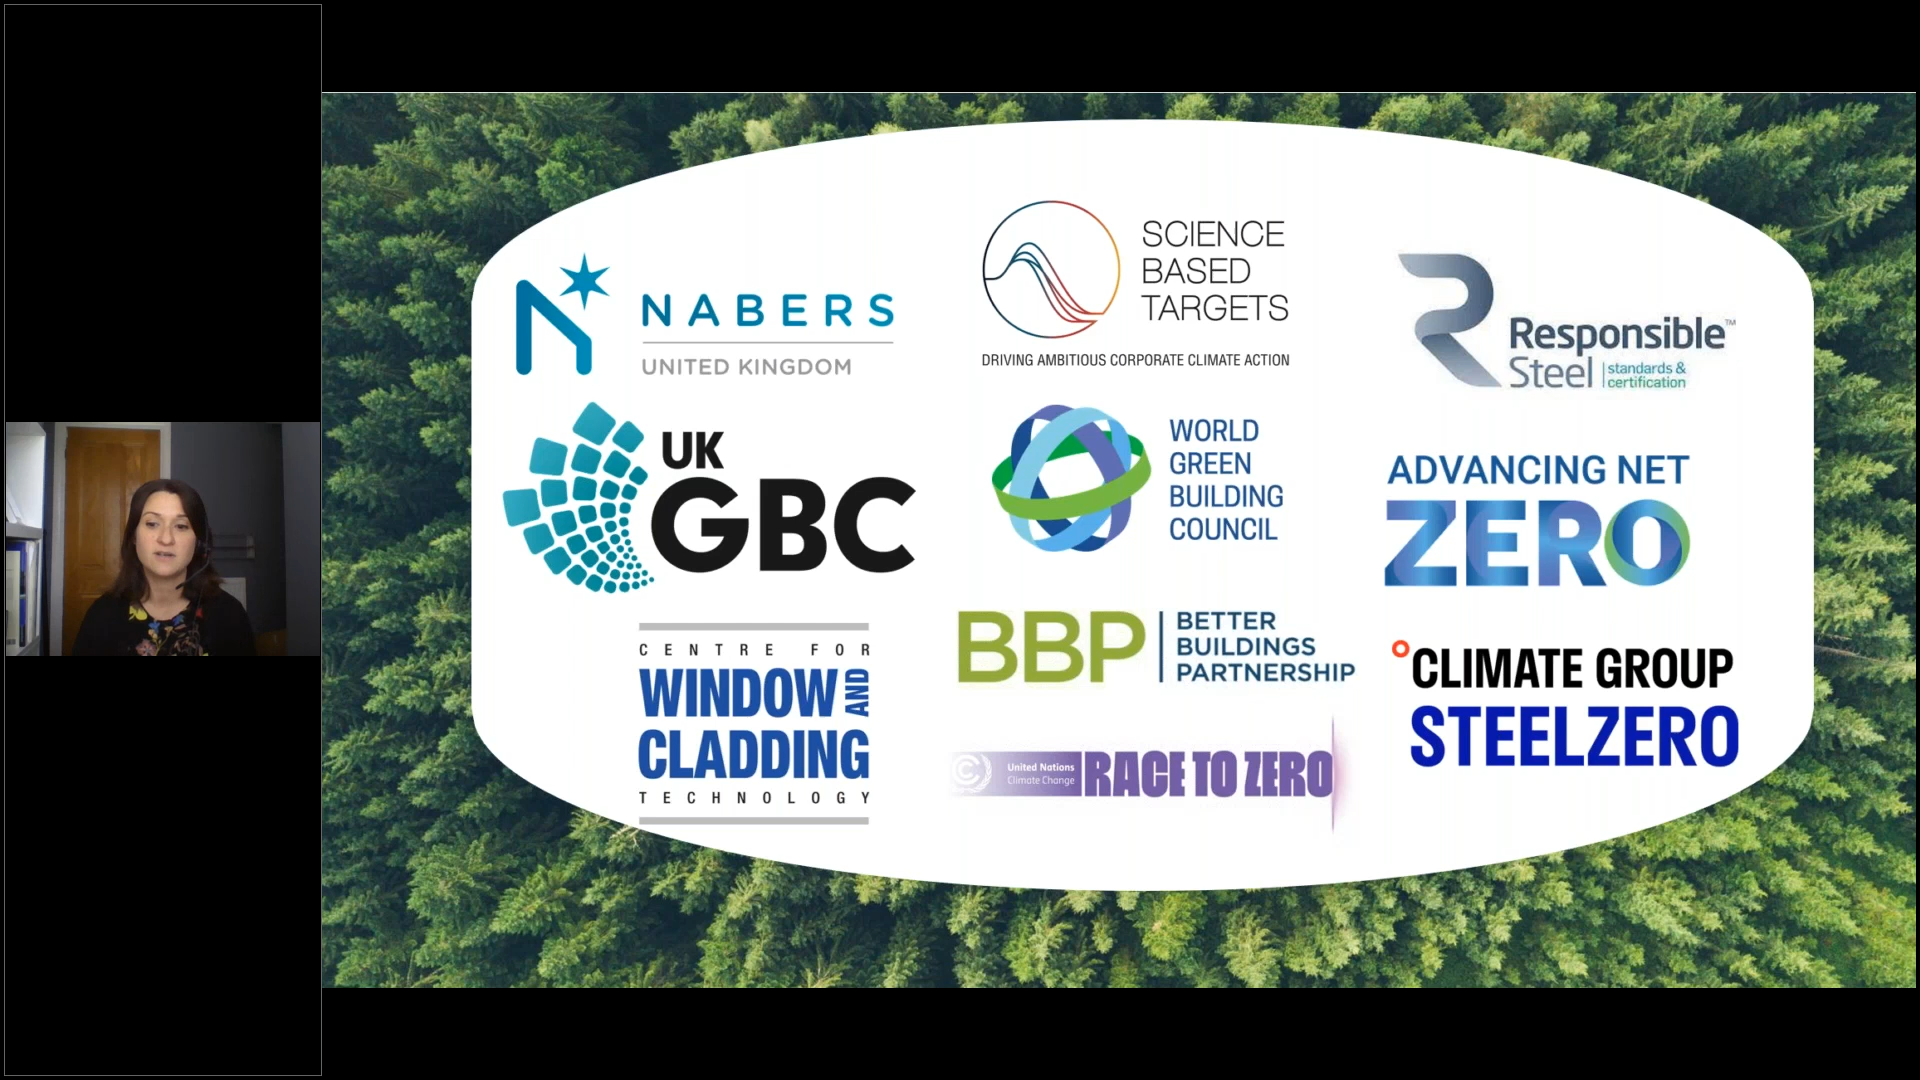 NABERS
UNITED KINGDOM
SCIENCE
BASED
TARGETS
DRIVING AMBITIOUS CORPORATE CLIMATE ACTION
Responsible™
Steel
standards &
certification
UK
GBC
WORLD
GREEN
BUILDING
COUNCIL
ADVANCING NET
ZERO
CENTRE FOR
WINDOW AND
CLADDING
TECHNOLOGY
BBP
BETTER
BUILDINGS
PARTNERSHIP
United Nations
Climate Change
RACE TO ZERO
°CLIMATE GROUP
STEELZERO